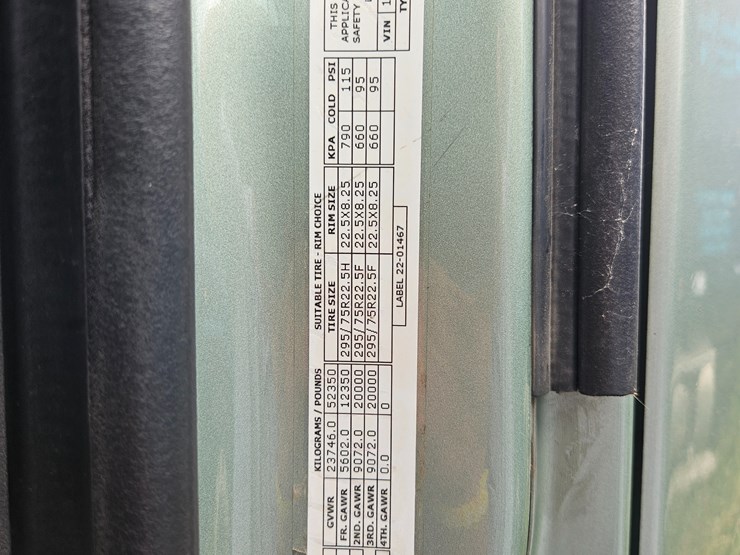 KILOGRAMS / POUNDS SUITABLE TIRE - RIM CHOICE
TIRE SIZE RIM SIZE KPA COLD PSI
GVWR 23746.0 52350
FR. GAWR 5602.0 12350 295/75R22.5H 22.5X8.25 790 115
2ND. GAWR 9072.0 20000 295/75R22.5F 22.5X8.25 660 95
3RD. GAWR 9072.0 20000 295/75R22.5F 22.5X8.25 660 95
4TH. GAWR 0.0 0
LABEL 22-01467
THIS
APPLIC
SAFETY
VIN 1
TY